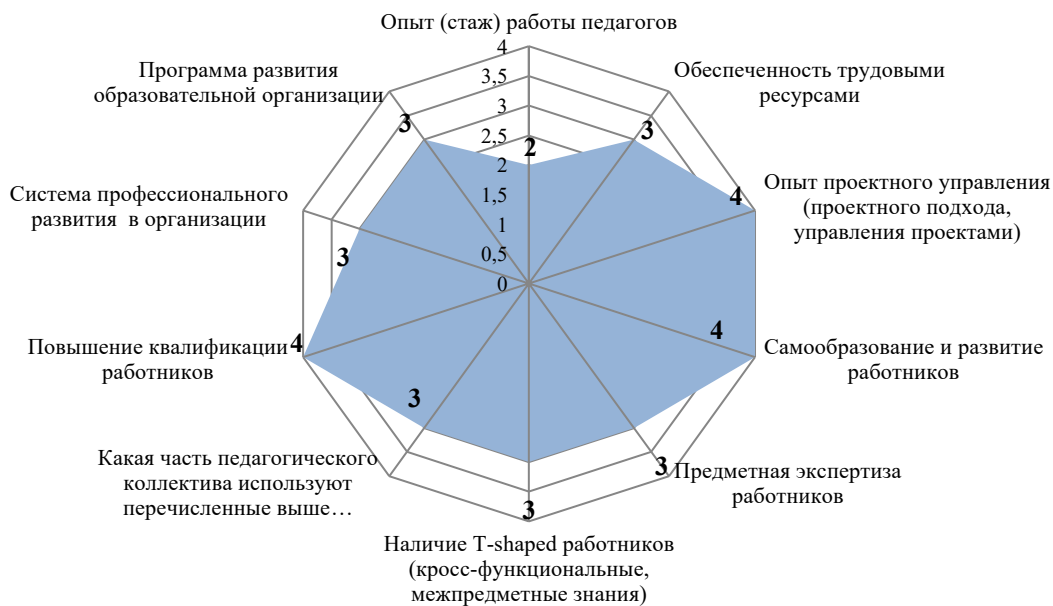 Опыт (стаж) работы педагогов
4
3,5
3
2,5
2
1,5
1
0,5
0
2
Обеспеченность трудовыми
ресурсами
3
Опыт проектного управления
(проектного подхода,
управления проектами)
4
Самообразование и развитие
работников
4
Предметная экспертиза
работников
3
Наличие T-shaped работников
(кросс-функциональные,
межпредметные знания)
3
Какая часть педагогического
коллектива используют
перечисленные выше…
3
Повышение квалификации
работников
4
Система профессионального
развития в организации
3
Программа развития
образовательной организации
3